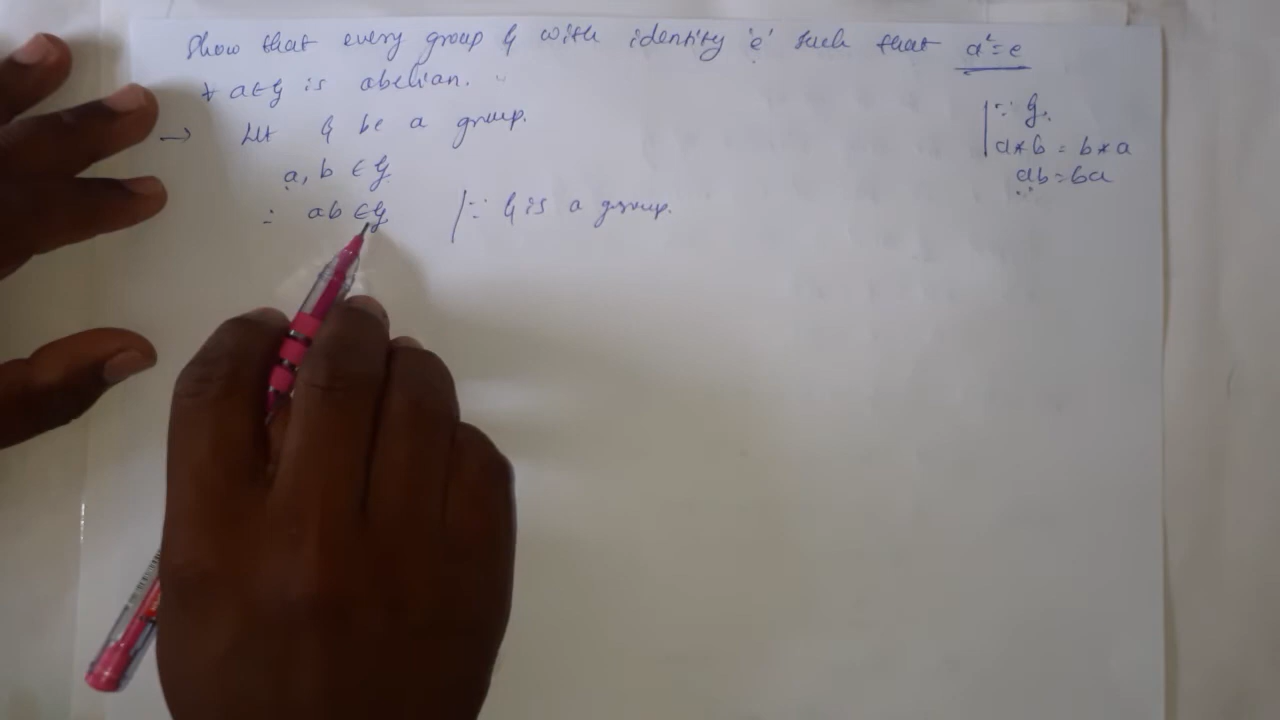 Show that every group G with identity 'e' such that a²=e
∀ a∈G is abelian.
→ Let G be a group.
a, b ∈ G.
∴ ab ∈ G |∵ G is a group.
|∵ G.
a*b = b*a
ab=ba